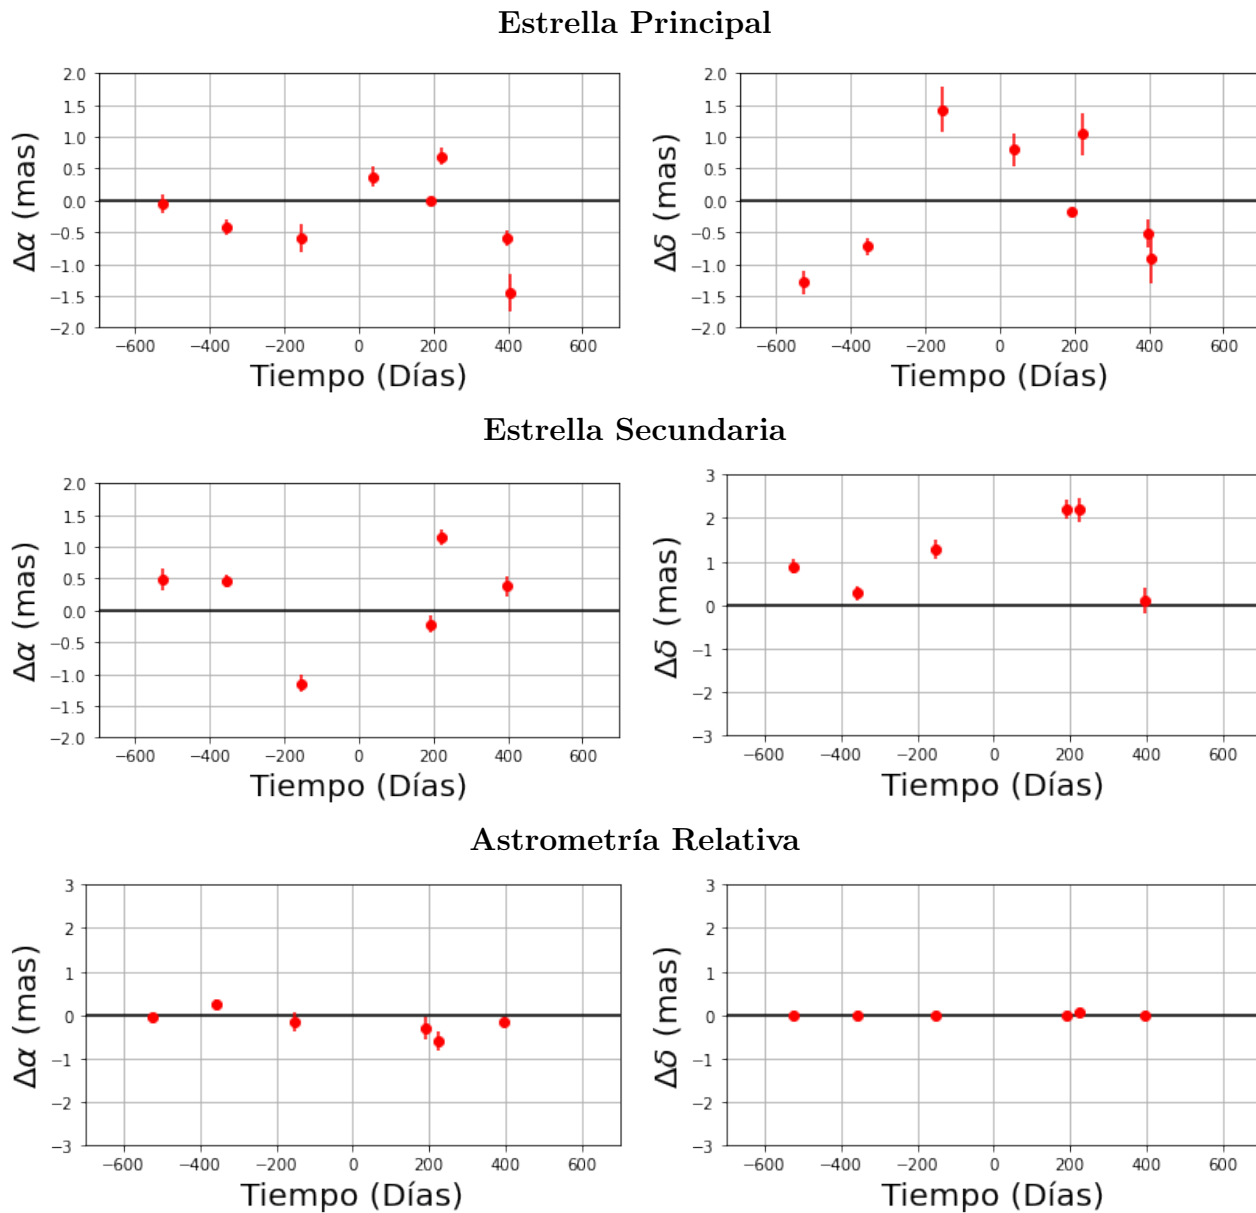 Estrella Principal
2.0
1.5
1.0
0.5
0.0
−0.5
−1.0
−1.5
−2.0
Δα (mas)
−600 −400 −200 0 200 400 600
Tiempo (Días)
2.0
1.5
1.0
0.5
0.0
−0.5
−1.0
−1.5
−2.0
Δδ (mas)
−600 −400 −200 0 200 400 600
Tiempo (Días)
Estrella Secundaria
2.0
1.5
1.0
0.5
0.0
−0.5
−1.0
−1.5
−2.0
Δα (mas)
−600 −400 −200 0 200 400 600
Tiempo (Días)
3
2
1
0
−1
−2
−3
Δδ (mas)
−600 −400 −200 0 200 400 600
Tiempo (Días)
Astrometría Relativa
3
2
1
0
−1
−2
−3
Δα (mas)
−600 −400 −200 0 200 400 600
Tiempo (Días)
3
2
1
0
−1
−2
−3
Δδ (mas)
−600 −400 −200 0 200 400 600
Tiempo (Días)